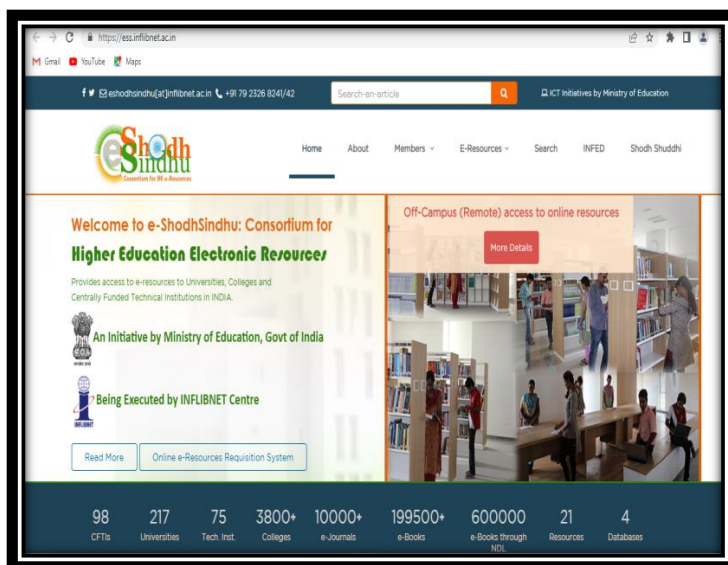 https://ess.inflibnet.ac.in
Gmail YouTube Maps
eshodhsindhu[at]inflibnet.ac.in +91 79 2326 8241/42 Search-an-article ICT Initiatives by Ministry of Education
e Shodh
Sindhu
Consortium for HE e-Resources
Home About Members E-Resources Search INFED Shodh Shuddhi
Welcome to e-ShodhSindhu: Consortium for
Higher Education Electronic Resources
Provides access to e-resources to Universities, Colleges and
Centrally Funded Technical Institutions in INDIA.
An Initiative by Ministry of Education, Govt of India
Being Executed by INFLIBNET Centre
INFLIBNET
Read More Online e-Resources Requisition System
Off-Campus (Remote) access to online resources
More Details
98 217 75 3800+ 10000+ 199500+ 600000 21 4
CFTIs Universities Tech. Inst. Colleges e-Journals e-Books e-Books through Resources Databases
NDL